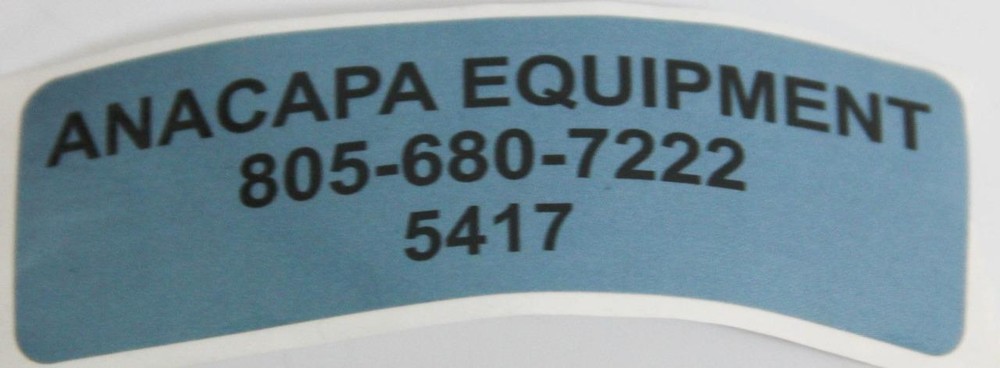 ANACAPA EQUIPMENT
805-680-7222
5417